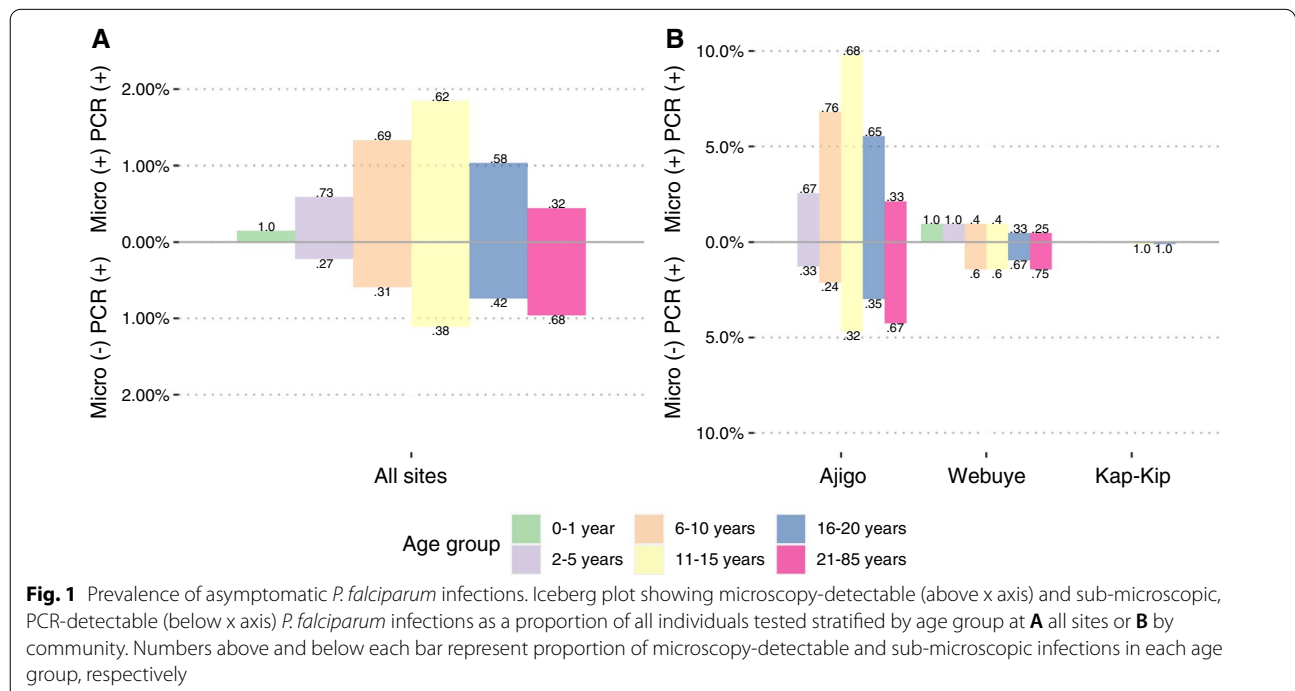 A
Micro (-) PCR (+) Micro (+) PCR (+)
2.00%
1.00%
0.00%
1.00%
2.00%
1.0
.73
.69
.62
.58
.32
.27
.31
.38
.42
.68
All sites
B
Micro (-) PCR (+) Micro (+) PCR (+)
10.0%
5.0%
0.0%
5.0%
10.0%
.67
.76
.68
.65
.33
.33
.24
.32
.35
.67
1.0 1.0 .4 .4 .33 .25
.6 .6 .67 .75
1.0 1.0
Ajigo Webuye Kap-Kip
Age group
0-1 year 6-10 years 16-20 years
2-5 years 11-15 years 21-85 years
Fig. 1 Prevalence of asymptomatic P. falciparum infections. Iceberg plot showing microscopy-detectable (above x axis) and sub-microscopic,
PCR-detectable (below x axis) P. falciparum infections as a proportion of all individuals tested stratified by age group at A all sites or B by
community. Numbers above and below each bar represent proportion of microscopy-detectable and sub-microscopic infections in each age
group, respectively